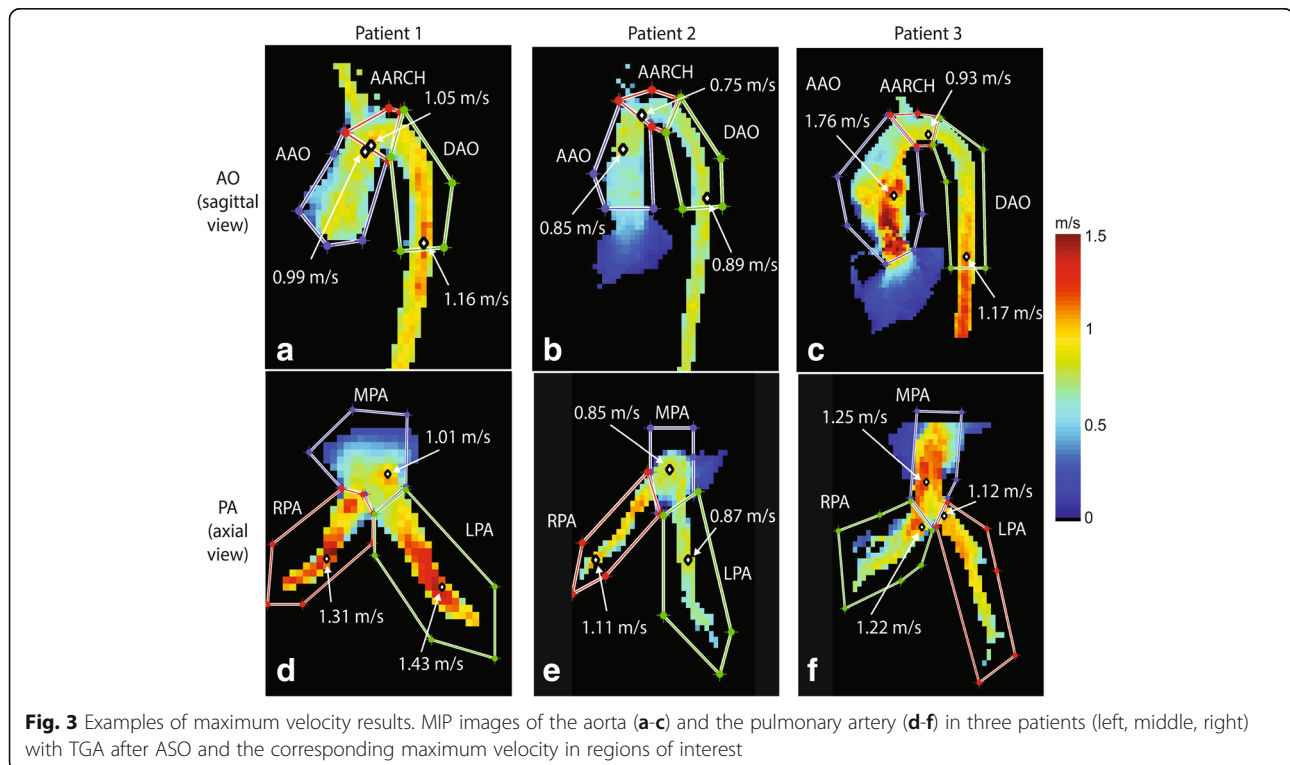 Patient 1
Patient 2
Patient 3
AO
(sagittal
view)
AARCH
1.05 m/s
AAO
DAO
0.99 m/s
1.16 m/s
a
AARCH
0.75 m/s
AAO
DAO
0.85 m/s
0.89 m/s
b
AAO
AARCH
0.93 m/s
1.76 m/s
DAO
1.17 m/s
c
m/s
1.5
1
0.5
0
PA
(axial
view)
MPA
1.01 m/s
RPA
LPA
1.31 m/s
1.43 m/s
d
0.85 m/s
MPA
RPA
0.87 m/s
LPA
1.11 m/s
e
MPA
1.25 m/s
1.12 m/s
RPA
LPA
1.22 m/s
f
Fig. 3 Examples of maximum velocity results. MIP images of the aorta (a-c) and the pulmonary artery (d-f) in three patients (left, middle, right)
with TGA after ASO and the corresponding maximum velocity in regions of interest